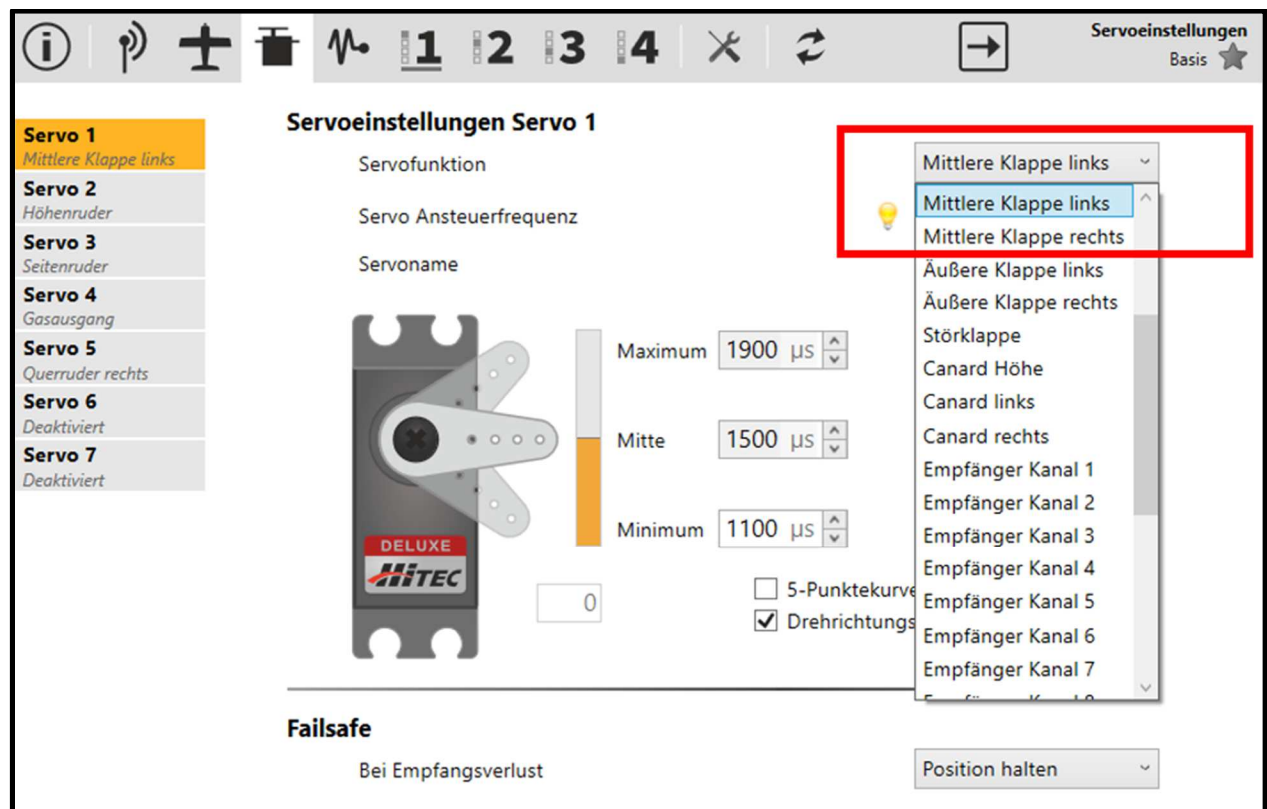 1 2 3 4
Servoeinstellungen
Basis
Servo 1
Mittlere Klappe links
Servo 2
Höhenruder
Servo 3
Seitenruder
Servo 4
Gasausgang
Servo 5
Querruder rechts
Servo 6
Deaktiviert
Servo 7
Deaktiviert
Servoeinstellungen Servo 1
Servofunktion
Mittlere Klappe links
Servo Ansteuerfrequenz
Servoname
Mittlere Klappe links
Mittlere Klappe rechts
Äußere Klappe links
Äußere Klappe rechts
Störklappe
Canard Höhe
Canard links
Canard rechts
Empfänger Kanal 1
Empfänger Kanal 2
Empfänger Kanal 3
Empfänger Kanal 4
Empfänger Kanal 5
Empfänger Kanal 6
Empfänger Kanal 7
Maximum 1900 µs
Mitte 1500 µs
Minimum 1100 µs
DELUXE
HiTEC
0
5-Punktekurve
Drehrichtungs
Failsafe
Bei Empfangsverlust
Position halten